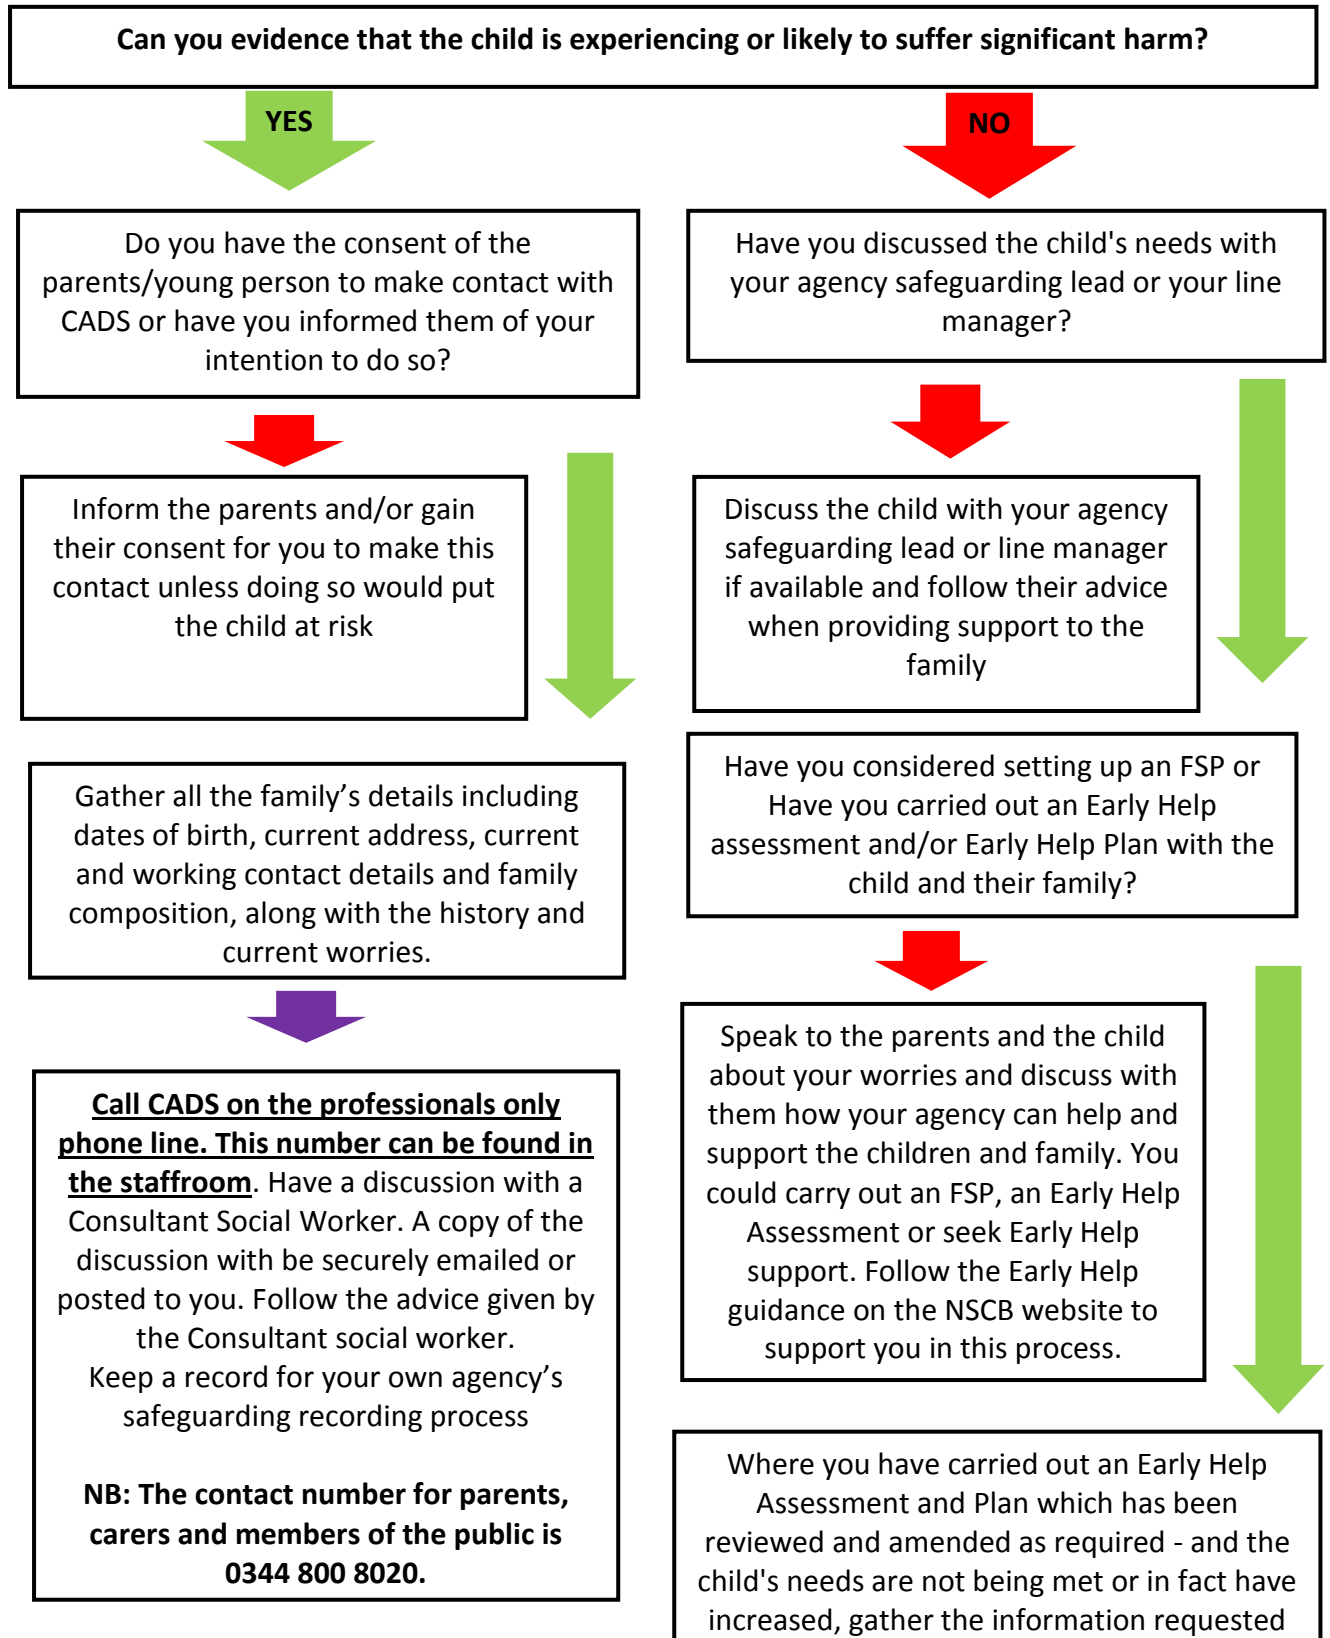 Can you evidence that the child is experiencing or likely to suffer significant harm?
YES
NO
Do you have the consent of the
parents/young person to make contact with
CADS or have you informed them of your
intention to do so?
Have you discussed the child's needs with
your agency safeguarding lead or your line
manager?
Inform the parents and/or gain
their consent for you to make this
contact unless doing so would put
the child at risk
Discuss the child with your agency
safeguarding lead or line manager
if available and follow their advice
when providing support to the
family
Gather all the family’s details including
dates of birth, current address, current
and working contact details and family
composition, along with the history and
current worries.
Have you considered setting up an FSP or
Have you carried out an Early Help
assessment and/or Early Help Plan with the
child and their family?
Call CADS on the professionals only
phone line. This number can be found in
the staffroom. Have a discussion with a
Consultant Social Worker. A copy of the
discussion with be securely emailed or
posted to you. Follow the advice given by
the Consultant social worker.
Keep a record for your own agency’s
safeguarding recording process
NB: The contact number for parents,
carers and members of the public is
0344 800 8020.
Speak to the parents and the child
about your worries and discuss with
them how your agency can help and
support the children and family. You
could carry out an FSP, an Early Help
Assessment or seek Early Help
support. Follow the Early Help
guidance on the NSCB website to
support you in this process.
Where you have carried out an Early Help
Assessment and Plan which has been
reviewed and amended as required - and the
child's needs are not being met or in fact have
increased, gather the information requested